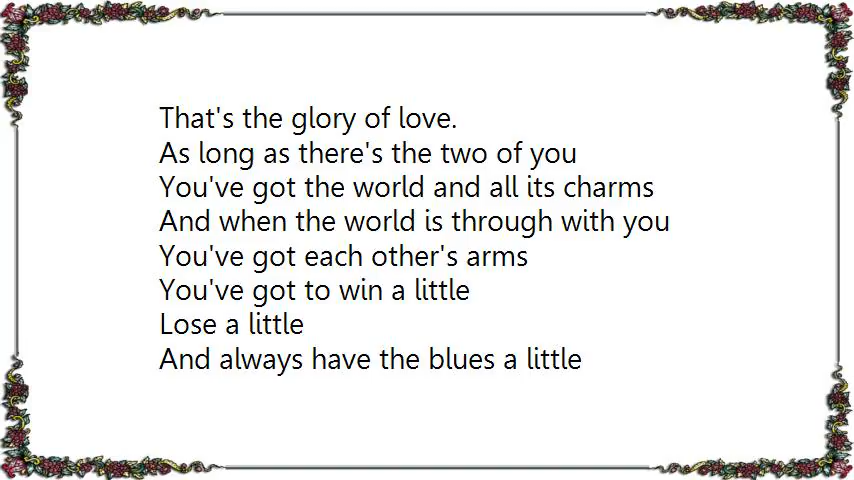 That's the glory of love.
As long as there's the two of you
You've got the world and all its charms
And when the world is through with you
You've got each other's arms
You've got to win a little
Lose a little
And always have the blues a little